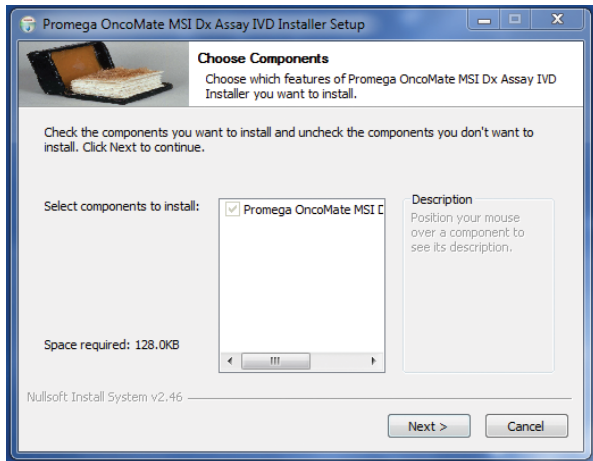 Promega OncoMate MSI Dx Assay IVD Installer Setup
Choose Components
Choose which features of Promega OncoMate MSI Dx Assay IVD
Installer you want to install.
Check the components you want to install and uncheck the components you don't want to
install. Click Next to continue.
Select components to install:
Promega OncoMate MSI D
Description
Position your mouse
over a component to
see its description.
Space required: 128.0KB
Nullsoft Install System v2.46
Next >
Cancel